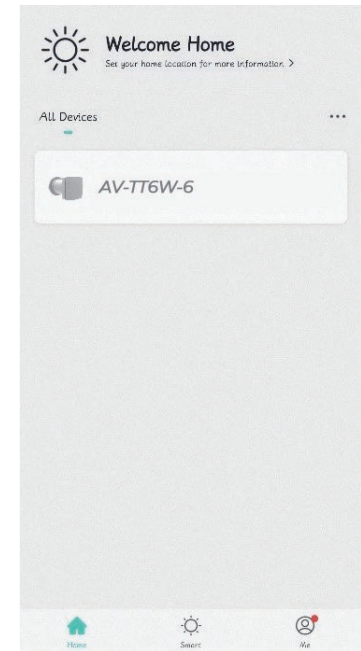 Welcome Home
Set your home location for more information >
All Devices
...
AV-TT6W-6
Home
Smart
Me